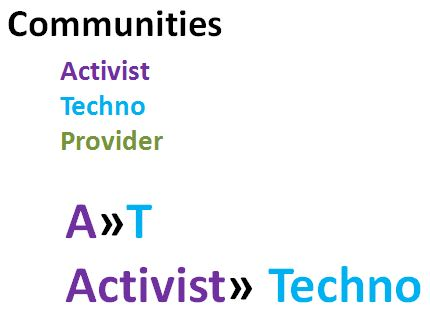 Communities
Activist
Techno
Provider
A»T
Activist» Techno